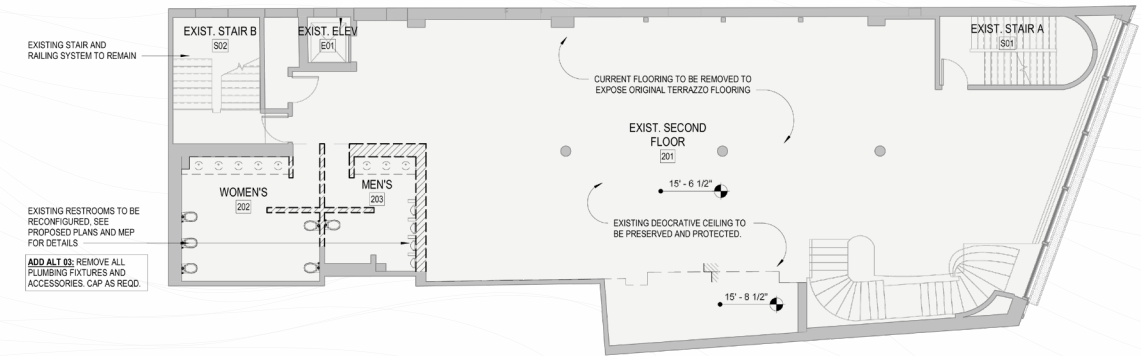 EXIST. STAIR B
S02
EXIST. ELEV
E01
EXIST. STAIR A
S01
EXISTING STAIR AND
RAILING SYSTEM TO REMAIN
CURRENT FLOORING TO BE REMOVED TO
EXPOSE ORIGINAL TERRAZZO FLOORING
EXIST. SECOND
FLOOR
201
15' - 6 1/2"
WOMEN'S
202
MEN'S
203
EXISTING RESTROOMS TO BE
RECONFIGURED, SEE
PROPOSED PLANS AND MEP
FOR DETAILS
ADD ALT 03: REMOVE ALL
PLUMBING FIXTURES AND
ACCESSORIES. CAP AS REQD.
EXISTING DEOCRATIVE CEILING TO
BE PRESERVED AND PROTECTED.
15' - 8 1/2"